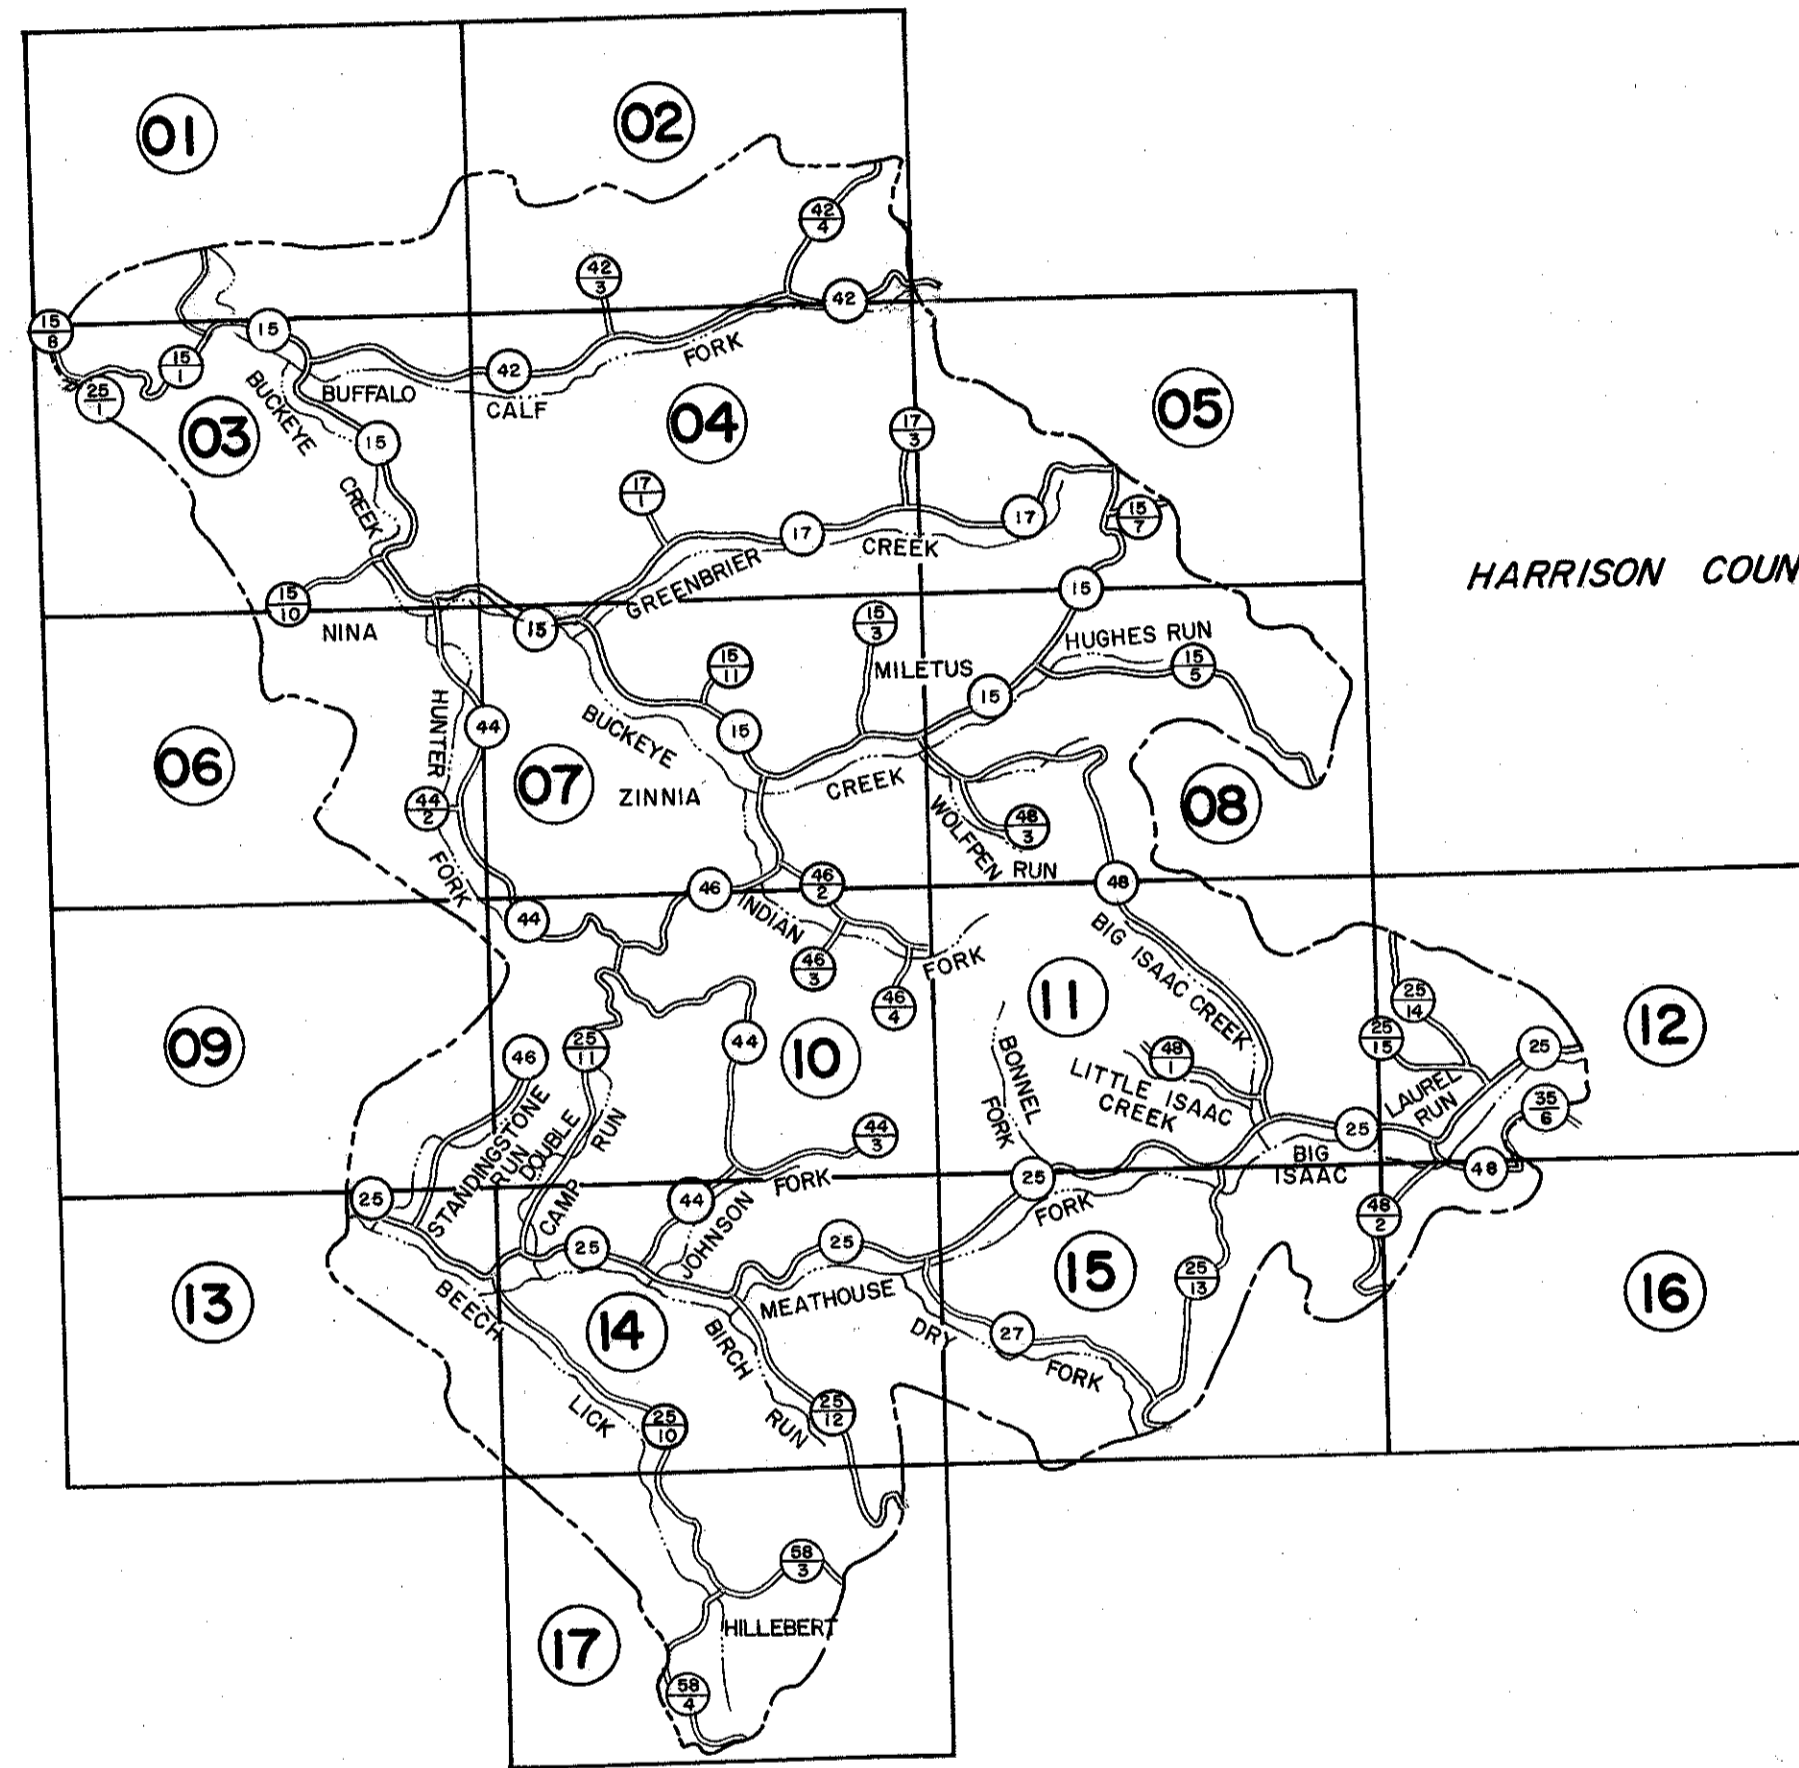 01
02
42
4
42
3
42
15
8
15
15
1
25
1
42
FORK
BUFFALO
CALF
BUCKEYE
03
04
05
15
17
3
17
1
CREEK
17
17
15
7
CREEK
GREENBRIER
HARRISON COUN
15
10
NINA
15
15
15
3
HUGHES RUN
15
5
MILETUS
15
11
15
HUNTER
44
BUCKEYE
15
06
07
ZINNIA
CREEK
08
44
2
WOLFPEN
RUN
48
3
FORK
46
46
2
48
44
INDIAN
FORK
BIG ISAAC CREEK
46
3
46
4
11
25
14
25
15
25
12
09
46
25
11
44
10
BONNEL
FORK
48
1
LITTLE ISAAC
CREEK
LAUREL
RUN
35
6
STANDINGSTONE
RUN
DOUBLE
CAMP
RUN
44
3
25
BIG
ISAAC
48
25
44
JOHNSON
FORK
25
FORK
48
2
25
25
15
25
13
13
BEECH
LICK
14
BIRCH
RUN
MEATHOUSE
DRY
FORK
27
16
25
10
25
12
58
3
17
HILLEBERT
58
4